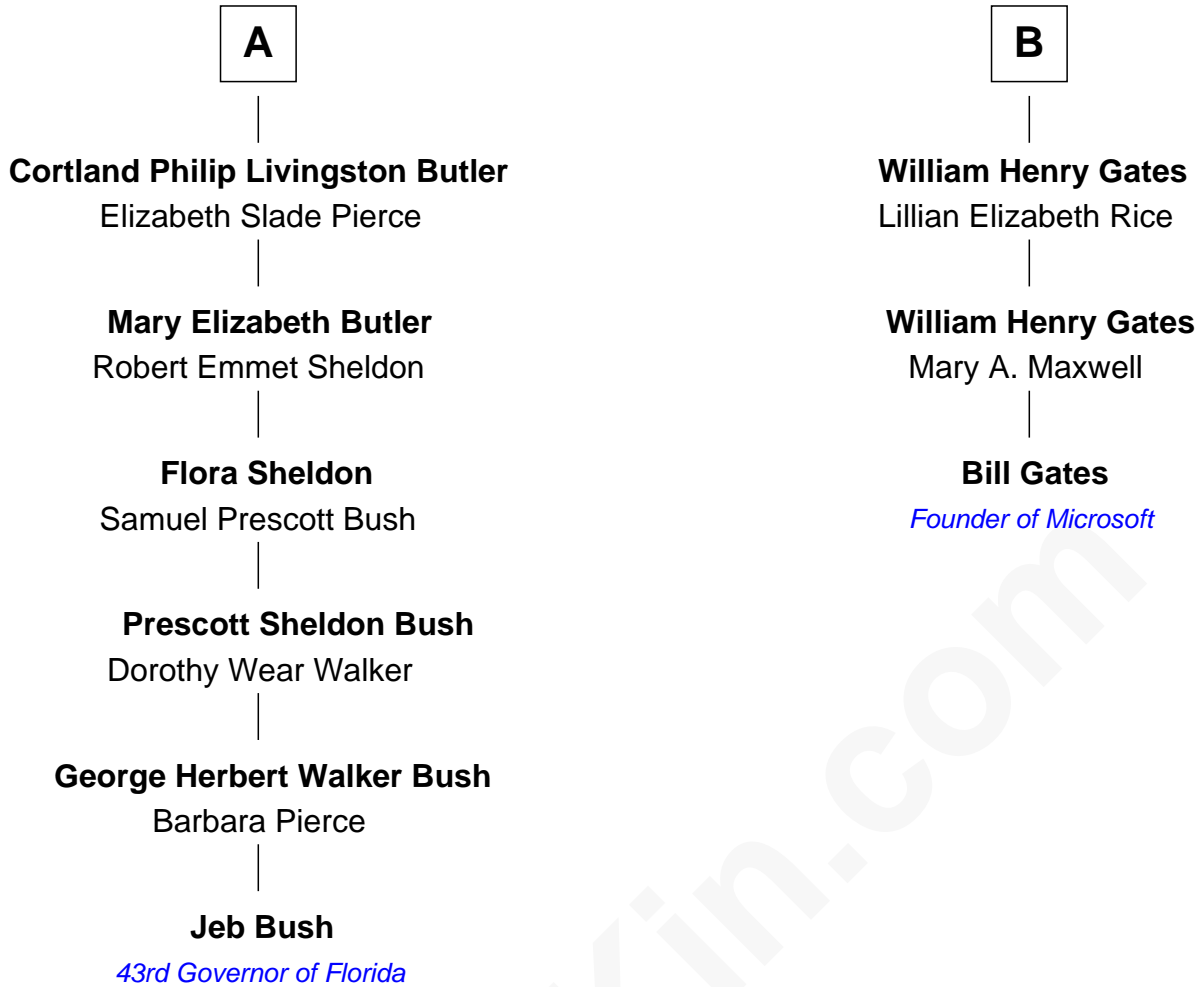 A
Cortland Philip Livingston Butler
Elizabeth Slade Pierce
Mary Elizabeth Butler
Robert Emmet Sheldon
Flora Sheldon
Samuel Prescott Bush
Prescott Sheldon Bush
Dorothy Wear Walker
George Herbert Walker Bush
Barbara Pierce
Jeb Bush
43rd Governor of Florida
B
William Henry Gates
Lillian Elizabeth Rice
William Henry Gates
Mary A. Maxwell
Bill Gates
Founder of Microsoft
Kin.com